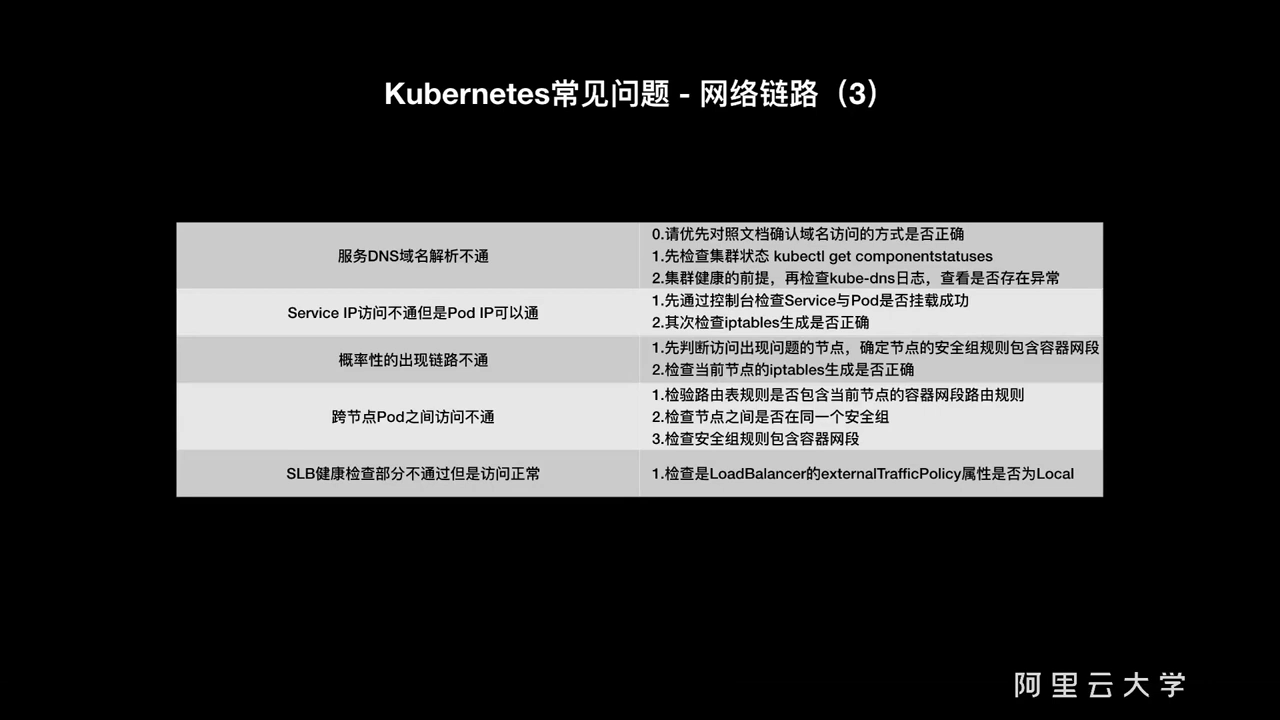 Kubernetes常见问题 - 网络链路（3）
服务DNS域名解析不通
0.请优先对照文档确认域名访问的方式是否正确
1.先检查集群状态 kubectl get componentstatuses
2.集群健康的前提，再检查kube-dns日志，查看是否存在异常
Service IP访问不通但是Pod IP可以通
1.先通过控制台检查Service与Pod是否挂载成功
2.其次检查iptables生成是否正确
概率性的出现链路不通
1.先判断访问出现问题的节点，确定节点的安全组规则包含容器网段
2.检查当前节点的iptables生成是否正确
跨节点Pod之间访问不通
1.检验路由表规则是否包含当前节点的容器网段路由规则
2.检查节点之间是否在同一个安全组
3.检查安全组规则包含容器网段
SLB健康检查部分不通过但是访问正常
1.检查是LoadBalancer的externalTrafficPolicy属性是否为Local
阿里云大学